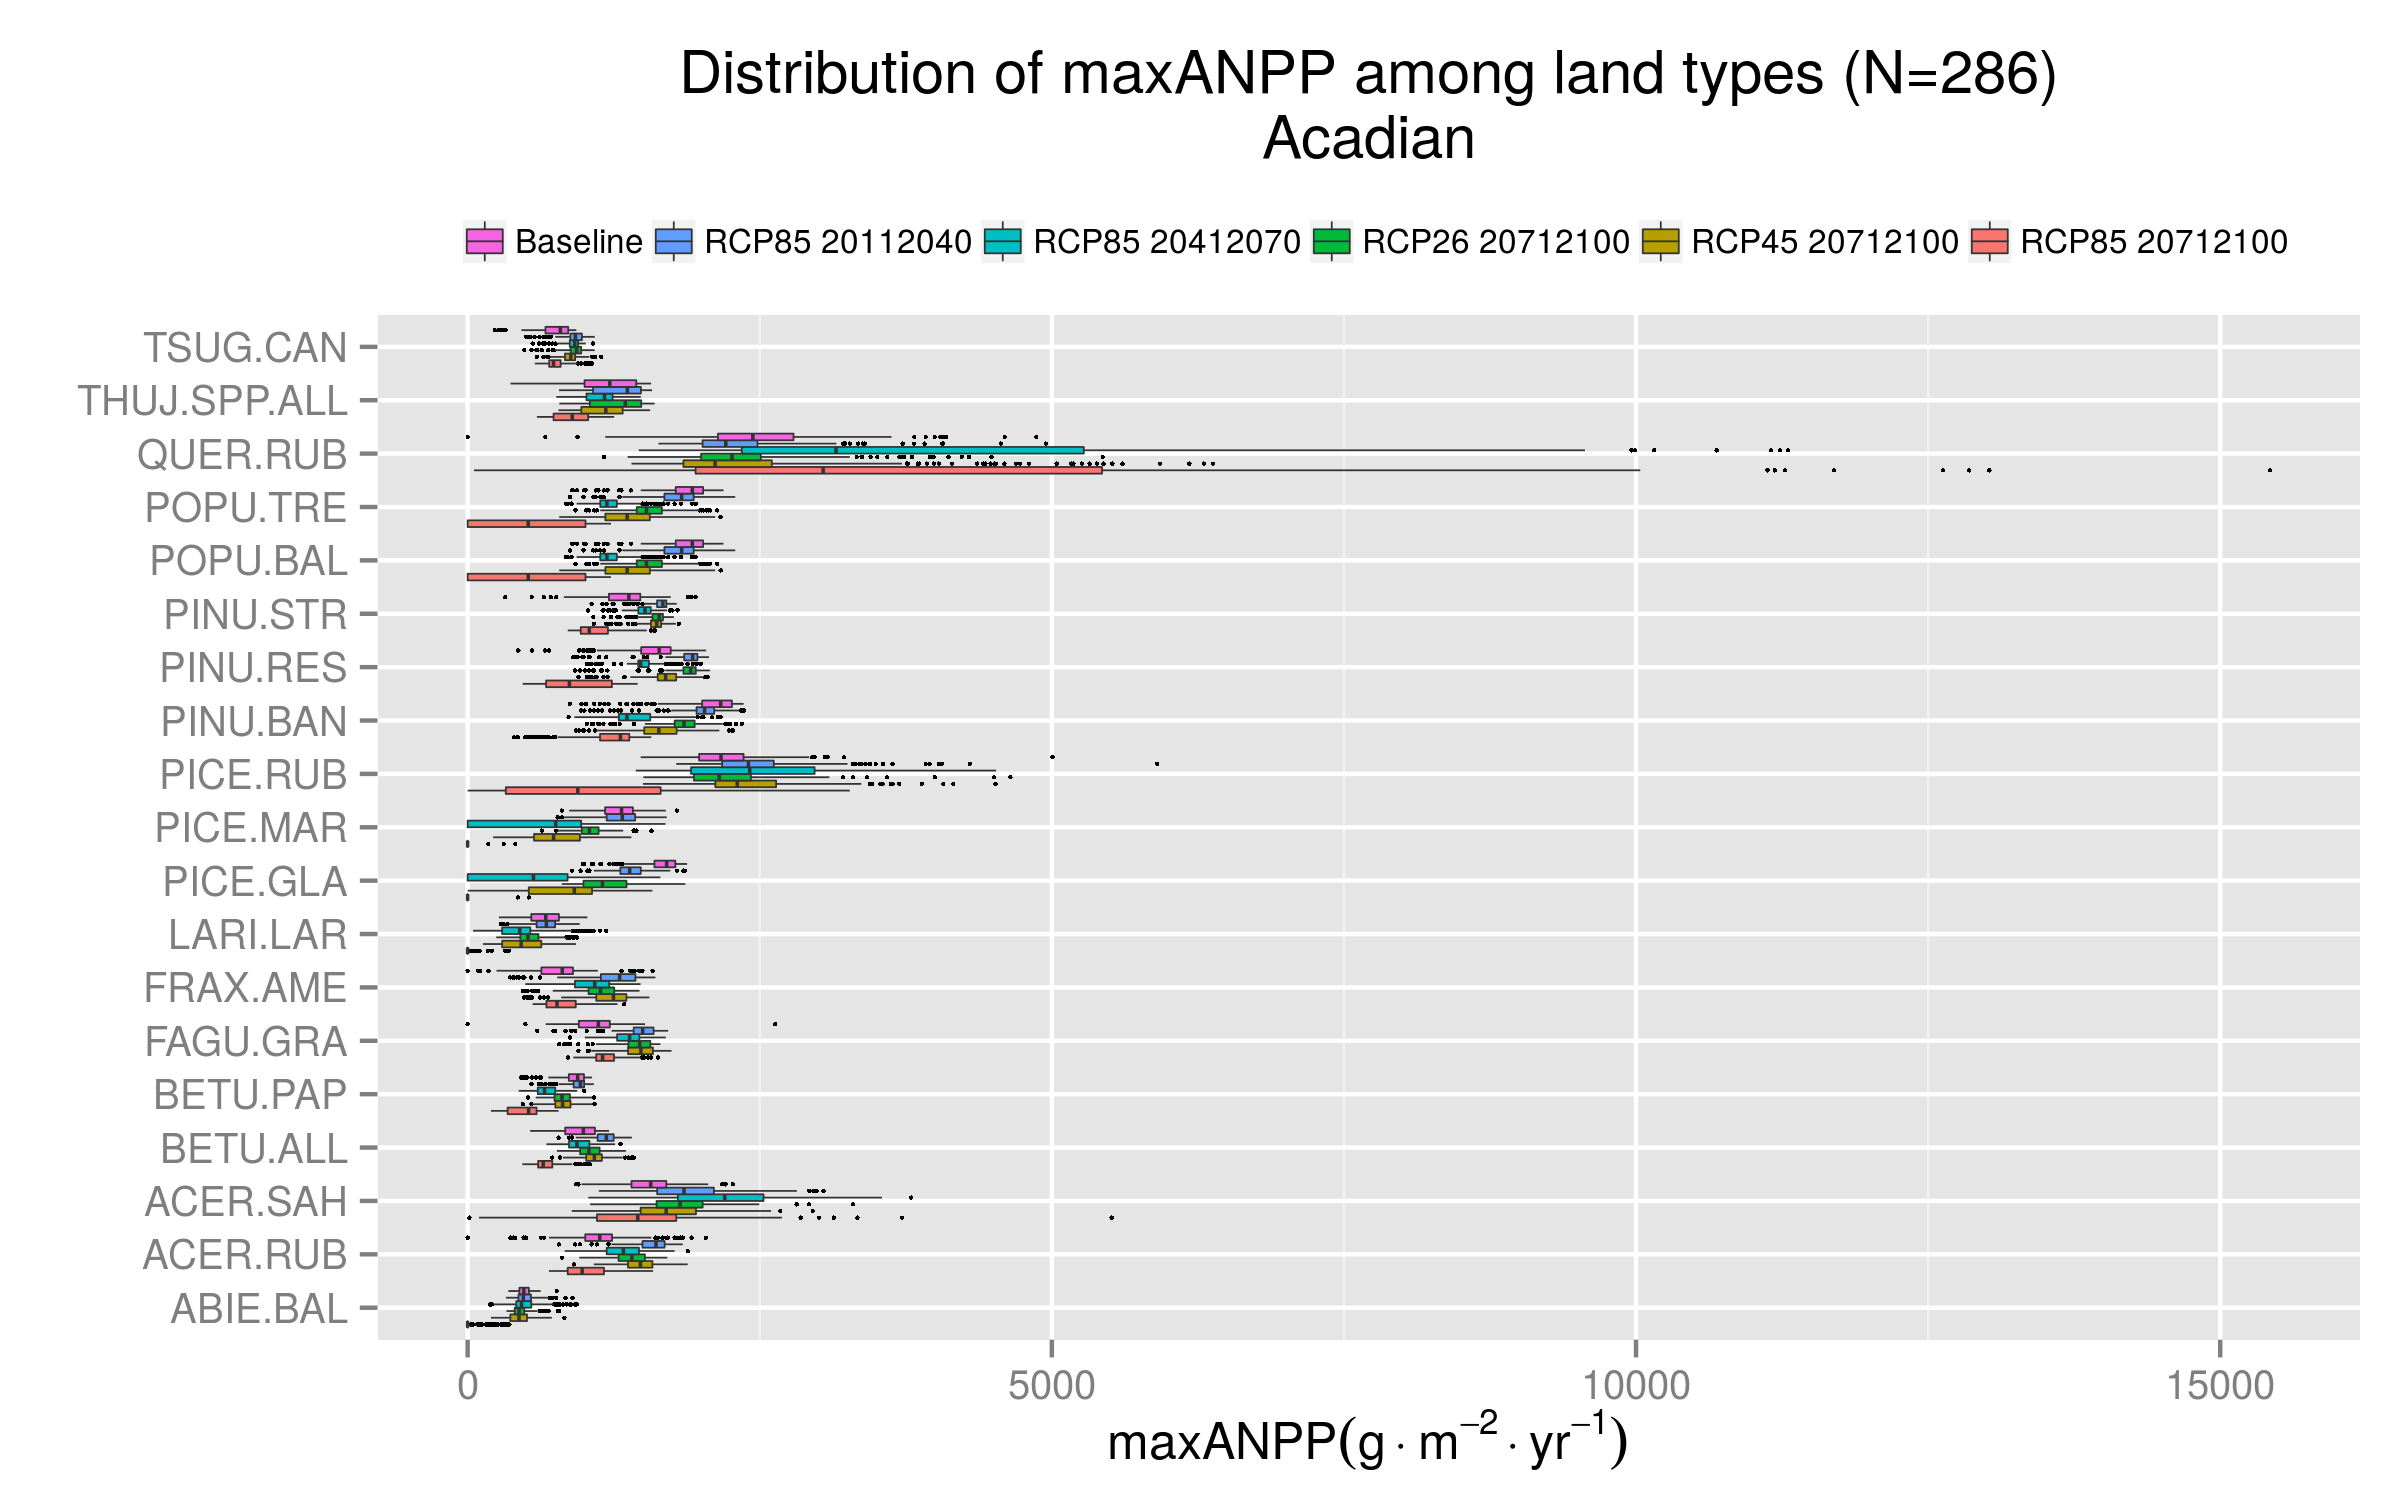 Distribution of maxANPP among land types (N=286)
Acadian
Baseline RCP85 20112040 RCP85 20412070 RCP26 20712100 RCP45 20712100 RCP85 20712100
TSUG.CAN
THUJ.SPP.ALL
QUER.RUB
POPU.TRE
POPU.BAL
PINU.STR
PINU.RES
PINU.BAN
PICE.RUB
PICE.MAR
PICE.GLA
LARI.LAR
FRAX.AME
FAGU.GRA
BETU.PAP
BETU.ALL
ACER.SAH
ACER.RUB
ABIE.BAL
0 5000 10000 15000
maxANPP(g · m⁻² · yr⁻¹)